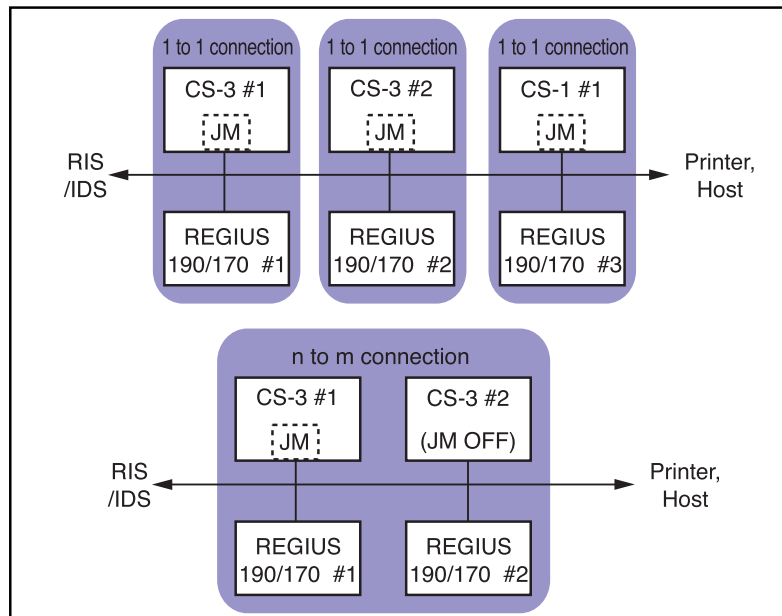 1 to 1 connection
1 to 1 connection
1 to 1 connection
CS-3 #1
CS-3 #2
CS-1 #1
JM
JM
JM
RIS
/IDS
Printer,
Host
REGIUS
190/170 #1
REGIUS
190/170 #2
REGIUS
190/170 #3
n to m connection
CS-3 #1
CS-3 #2
JM
(JM OFF)
RIS
/IDS
Printer,
Host
REGIUS
190/170 #1
REGIUS
190/170 #2